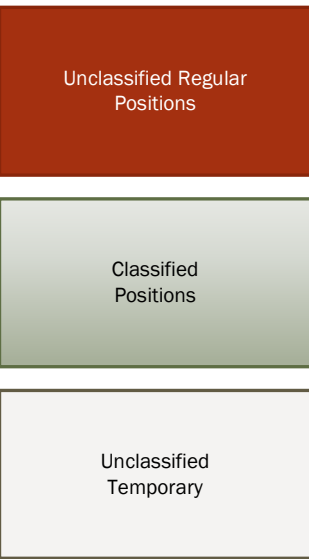 Unclassified Regular
Positions
Classified
Positions
Unclassified
Temporary